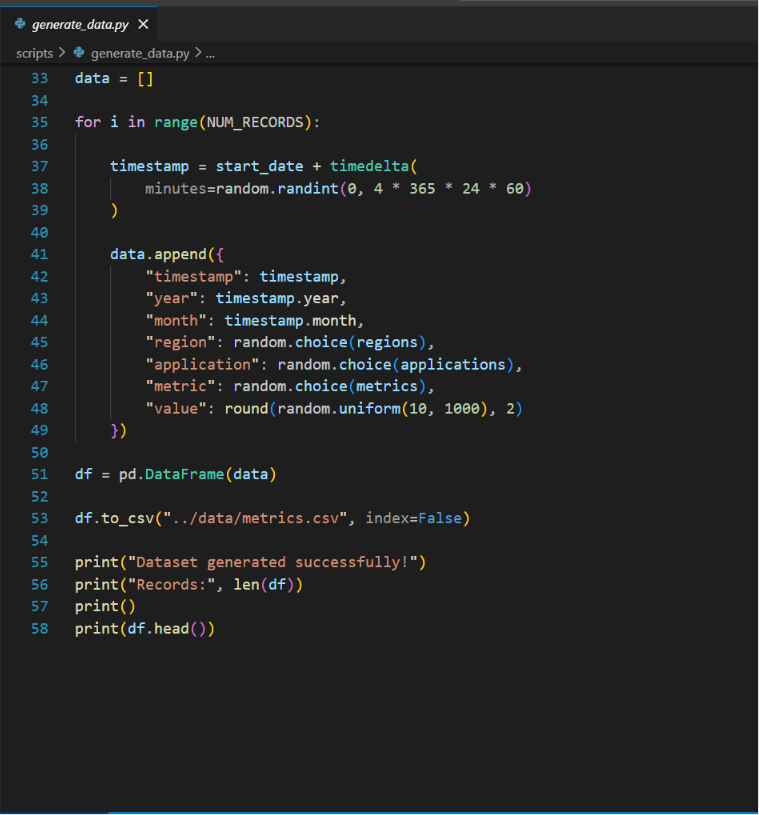 generate_data.py ×
scripts > generate_data.py > ...
33 data = []
34
35 for i in range(NUM_RECORDS):
36
37     timestamp = start_date + timedelta(
38         minutes=random.randint(0, 4 * 365 * 24 * 60)
39     )
40
41     data.append({
42         "timestamp": timestamp,
43         "year": timestamp.year,
44         "month": timestamp.month,
45         "region": random.choice(regions),
46         "application": random.choice(applications),
47         "metric": random.choice(metrics),
48         "value": round(random.uniform(10, 1000), 2)
49     })
50
51 df = pd.DataFrame(data)
52
53 df.to_csv("../data/metrics.csv", index=False)
54
55 print("Dataset generated successfully!")
56 print("Records:", len(df))
57 print()
58 print(df.head())